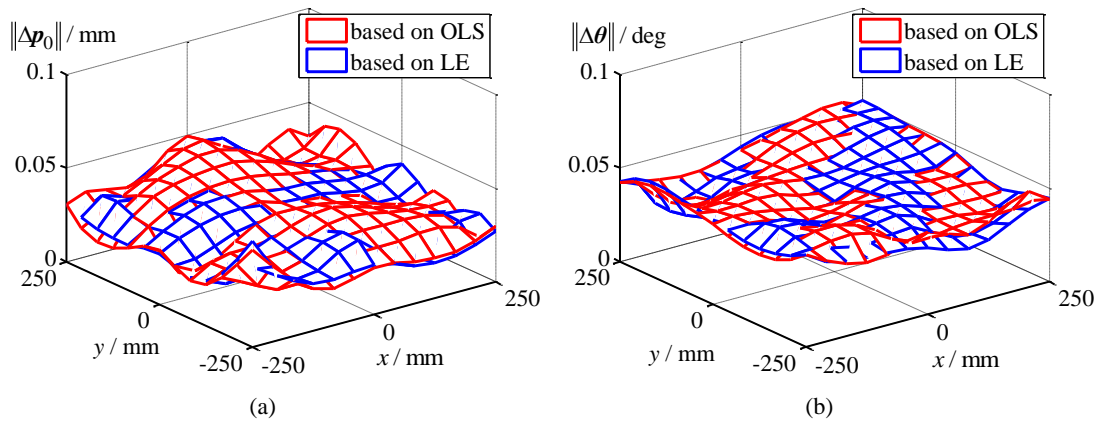 ‖Δp₀‖ / mm
based on OLS
based on LE
0.1
0.05
0
250
0
-250
y / mm
-250
0
250
x / mm
(a)
‖Δθ‖ / deg
based on OLS
based on LE
0.1
0.05
0
250
0
-250
y / mm
-250
0
250
x / mm
(b)